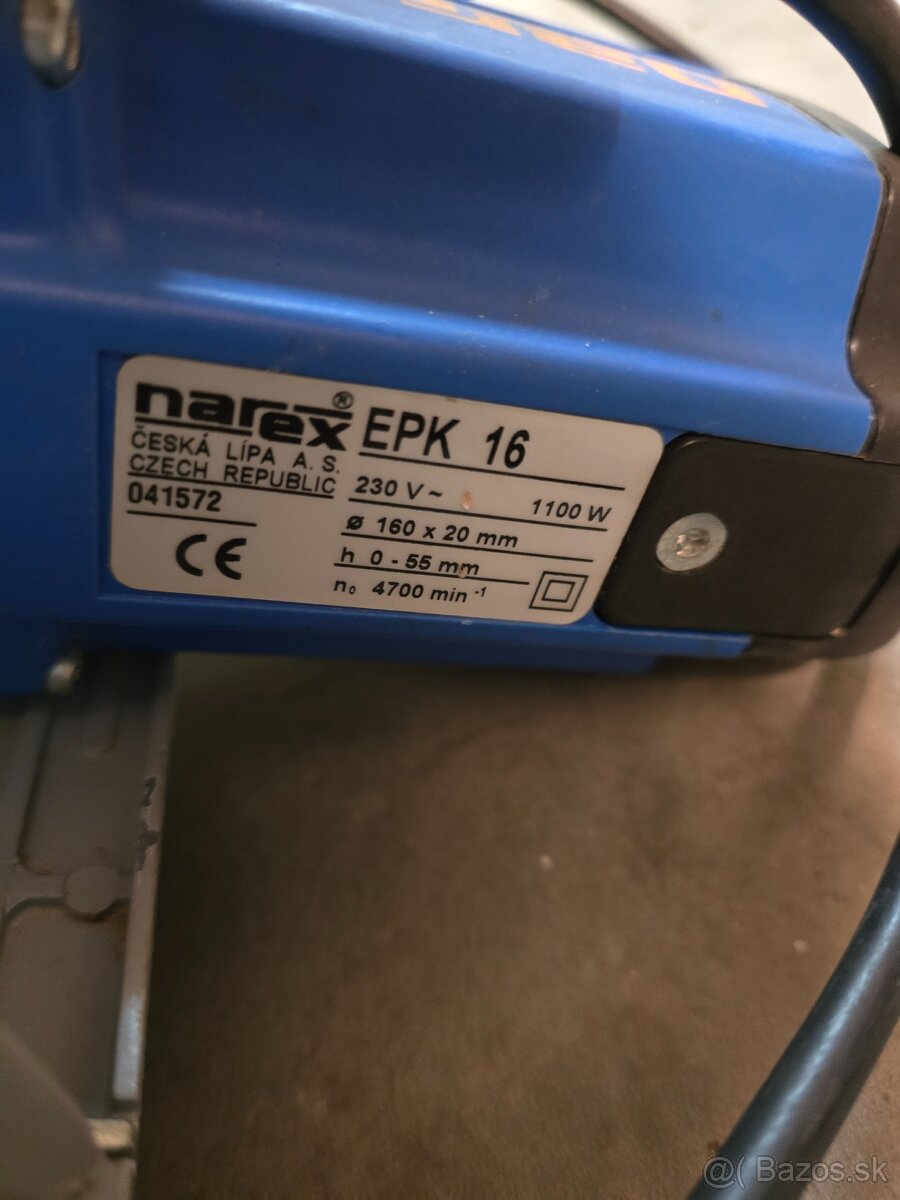 narex® EPK 16
ČESKÁ LÍPA A. S.
CZECH REPUBLIC
041572
230 V ~ 1100 W
ø 160 x 20 mm
h 0 - 55 mm
n₀ 4700 min ⁻¹
CE
@( Bazos.sk